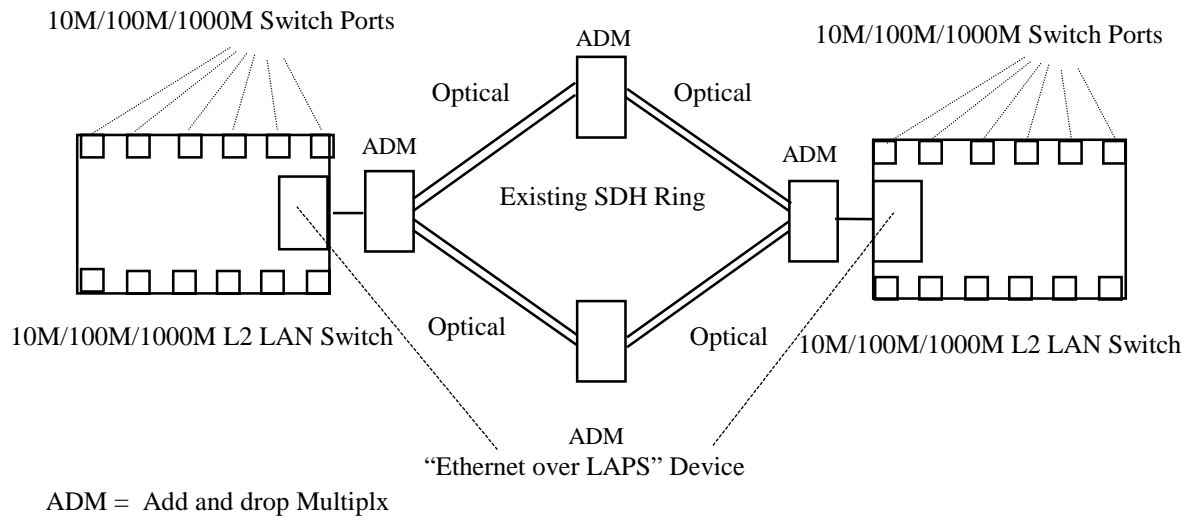 10M/100M/1000M Switch Ports
ADM
10M/100M/1000M Switch Ports
Optical
Optical
ADM
ADM
Existing SDH Ring
Optical
Optical
10M/100M/1000M L2 LAN Switch
10M/100M/1000M L2 LAN Switch
ADM
“Ethernet over LAPS” Device
ADM = Add and drop Multiplx